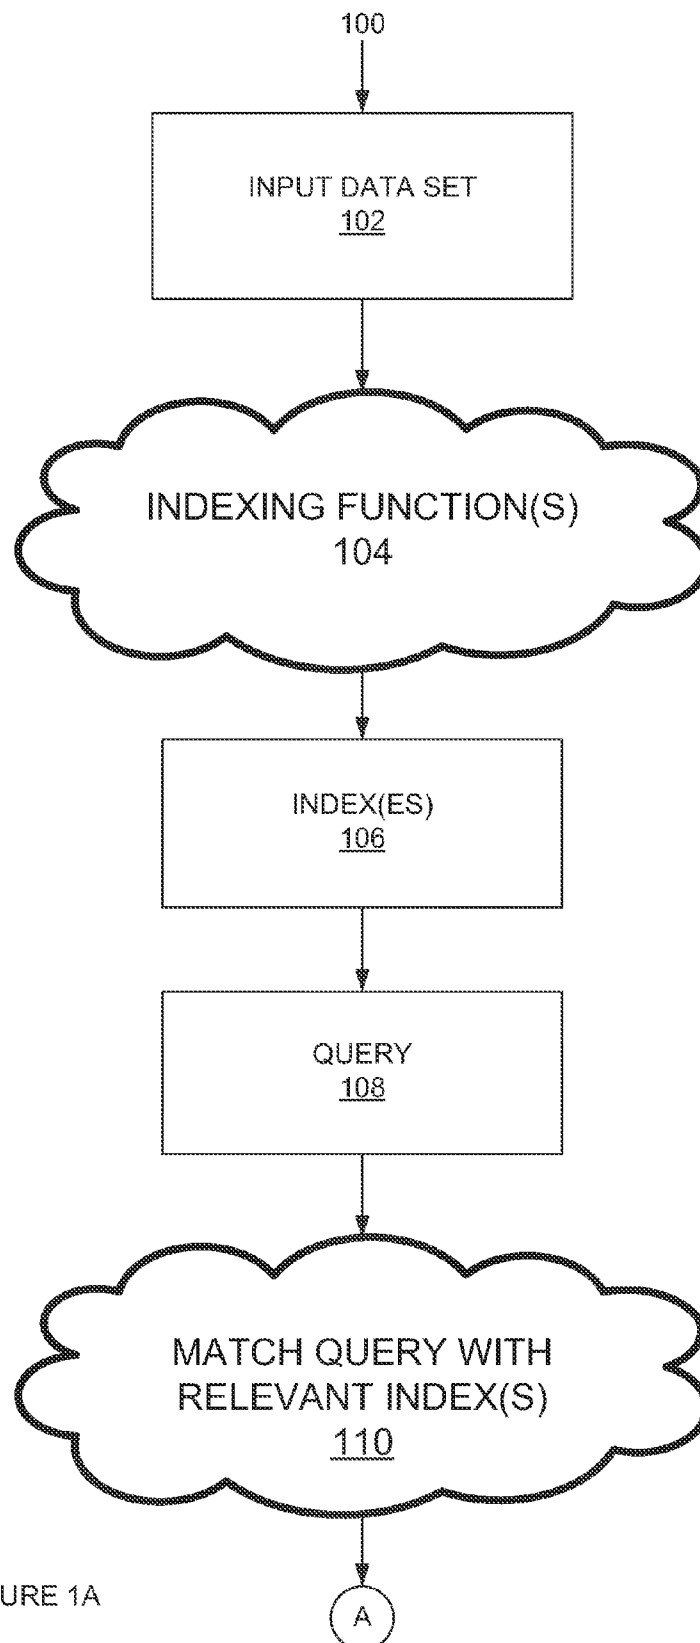 100
INPUT DATA SET
102
INDEXING FUNCTION(S)
104
INDEX(ES)
106
QUERY
108
MATCH QUERY WITH
RELEVANT INDEX(S)
110
URE 1A
A